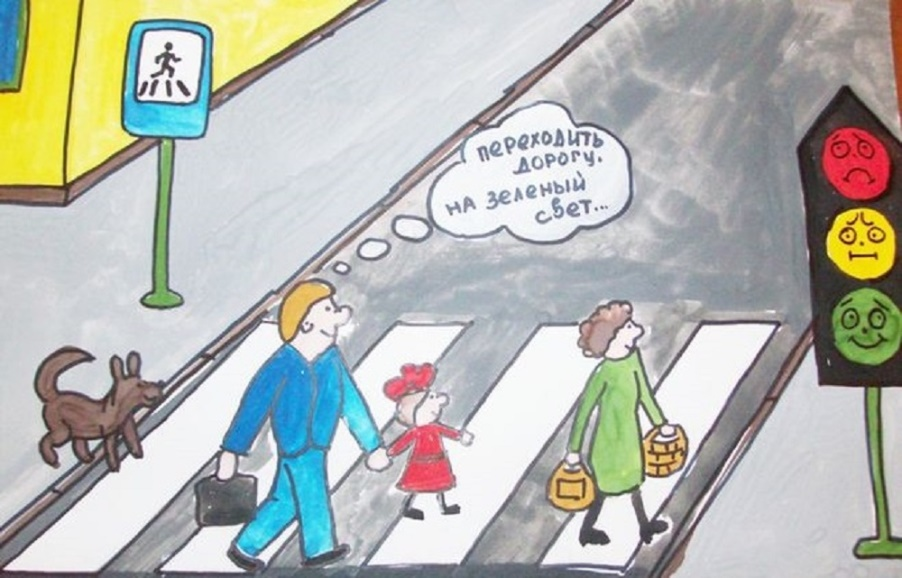 переходить
дорогу.
на зеленый
свет...